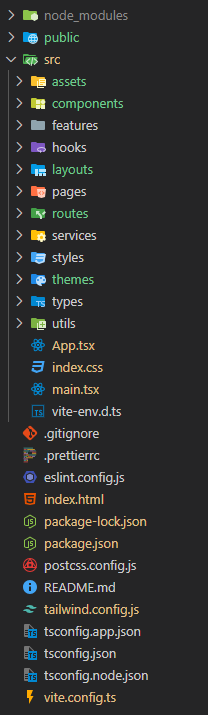 node_modules
public
src
assets
components
features
hooks
layouts
pages
routes
services
styles
themes
types
utils
App.tsx
index.css
main.tsx
vite-env.d.ts
.gitignore
.prettierrc
eslint.config.js
index.html
package-lock.json
package.json
postcss.config.js
README.md
tailwind.config.js
tsconfig.app.json
tsconfig.json
tsconfig.node.json
vite.config.ts